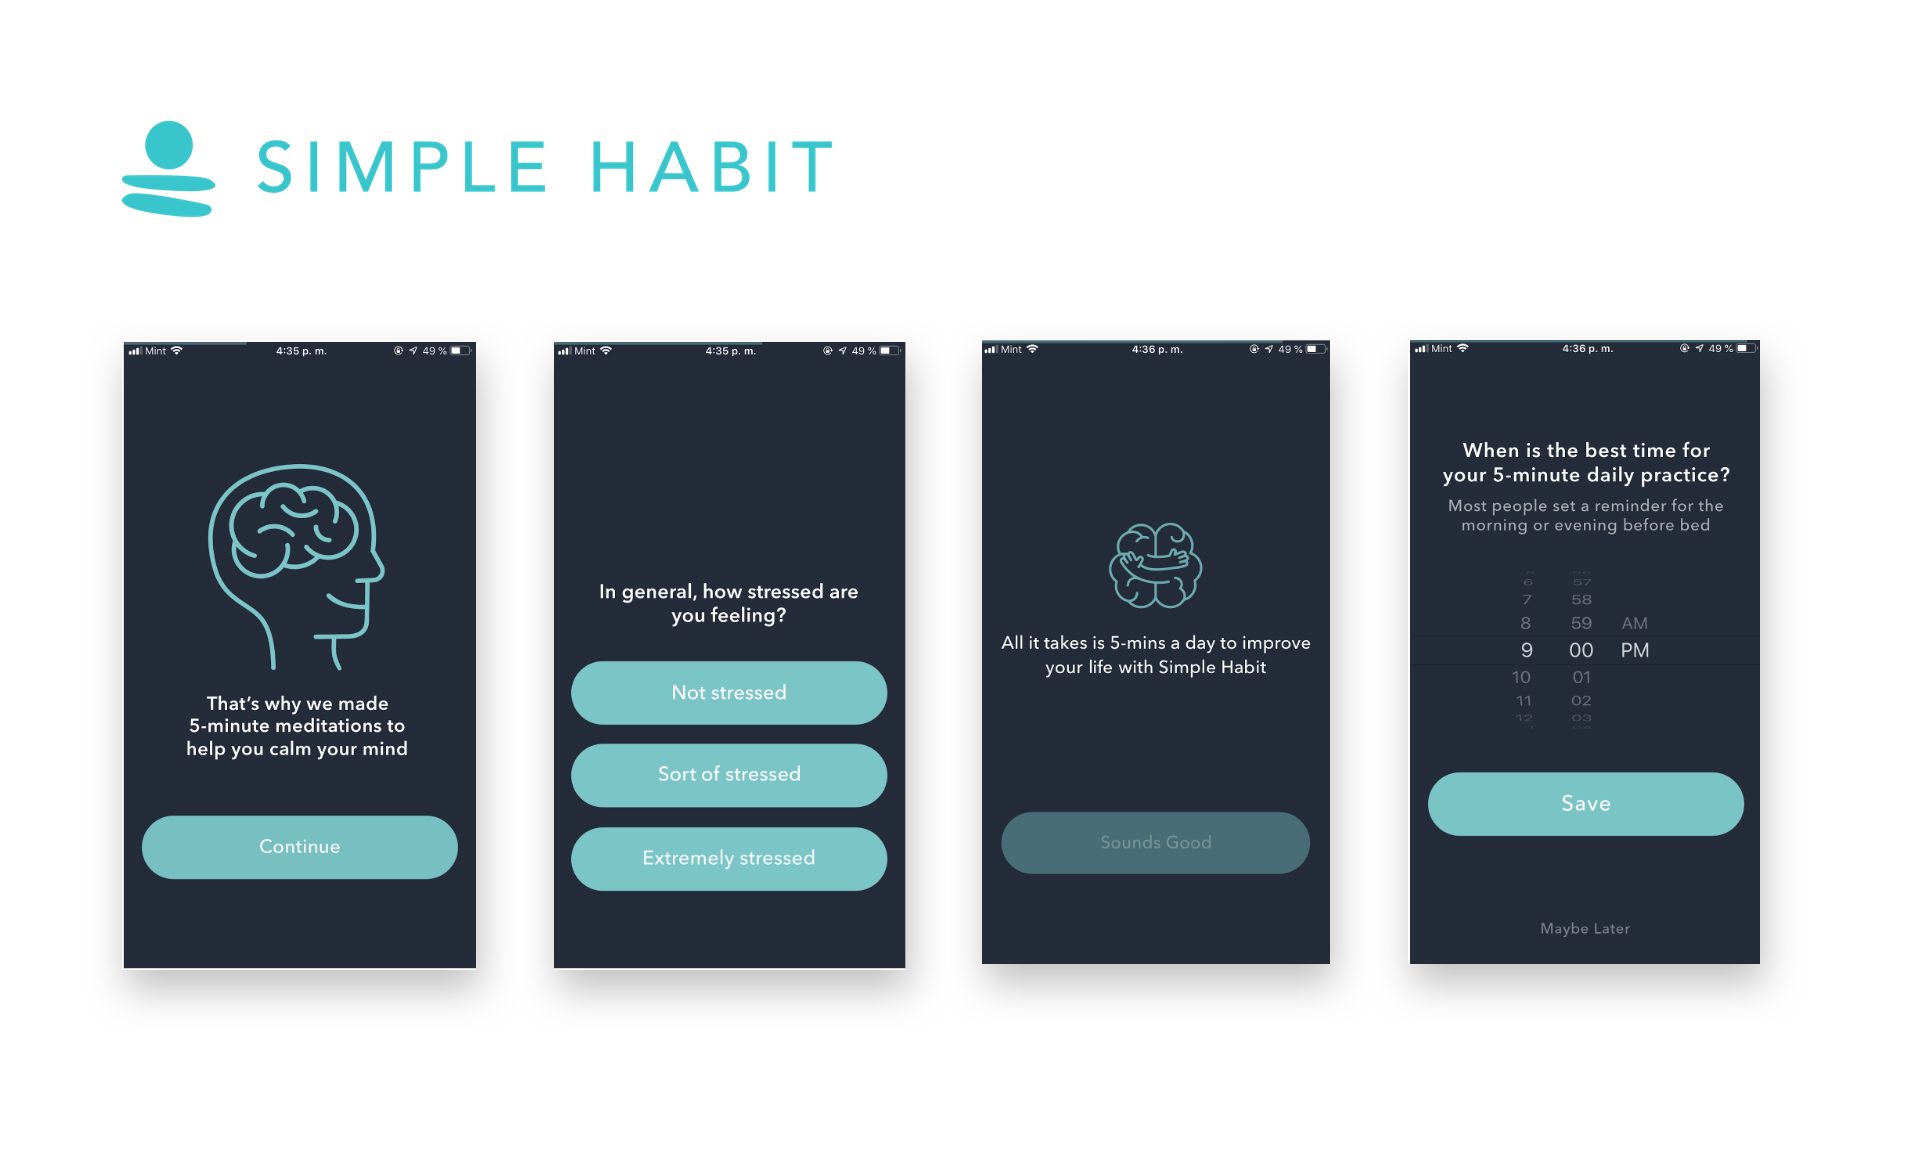 SIMPLE HABIT
Mint 4:35 p. m. 49 %
That's why we made
5-minute meditations to
help you calm your mind
Continue
Mint 4:35 p. m. 49 %
In general, how stressed are
you feeling?
Not stressed
Sort of stressed
Extremely stressed
Mint 4:36 p. m. 49 %
All it takes is 5-mins a day to improve
your life with Simple Habit
Sounds Good
Mint 4:36 p. m. 49 %
When is the best time for
your 5-minute daily practice?
Most people set a reminder for the
morning or evening before bed
6 57
7 58
8 59 AM
9 00 PM
10 01
11 02
12 03
Save
Maybe Later